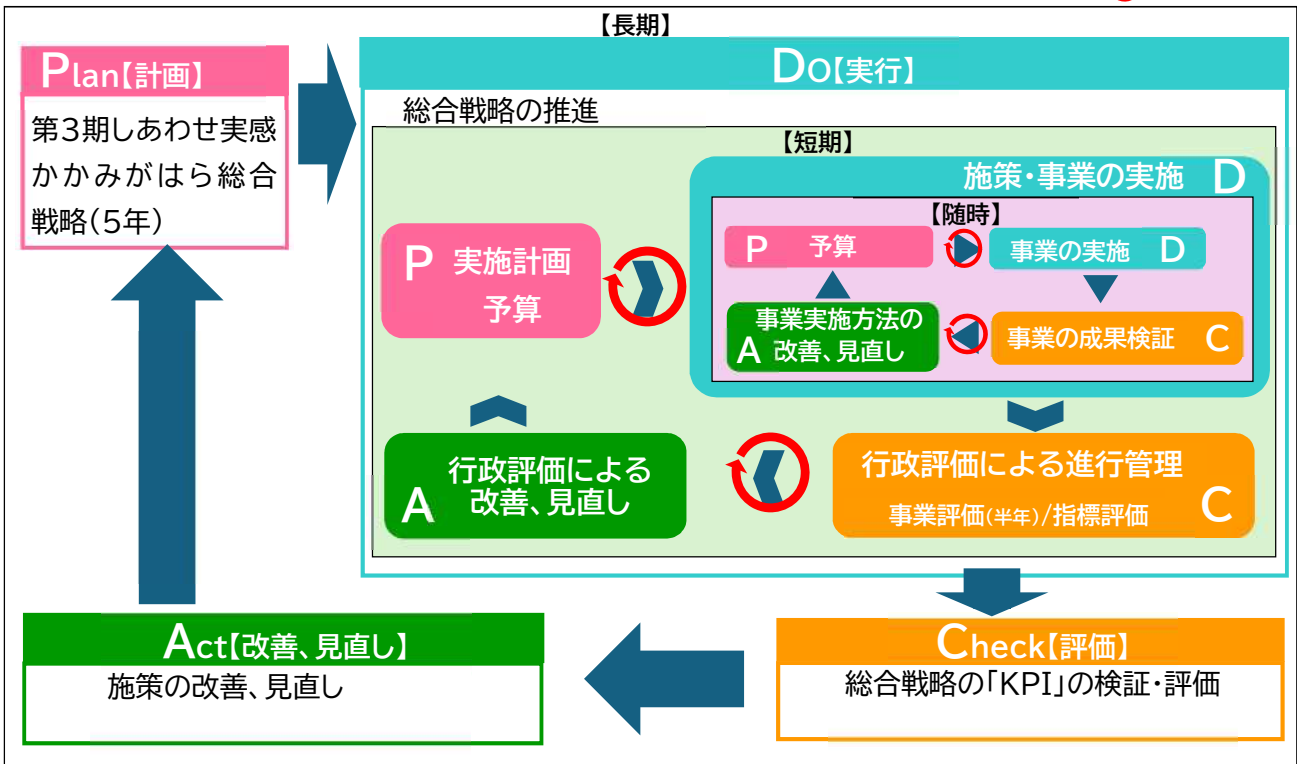 【長期】
Plan【計画】
第3期しあわせ実感
かかみがはら総合
戦略(5年)
Do【実行】
総合戦略の推進
【短期】
施策・事業の実施 D
【随時】
P 予算
事業の実施 D
事業実施方法の
A 改善、見直し
事業の成果検証 C
P 実施計画
予算
行政評価による
A 改善、見直し
行政評価による進行管理
事業評価(半年)/指標評価 C
Act【改善、見直し】
施策の改善、見直し
Check【評価】
総合戦略の「KPI」の検証・評価